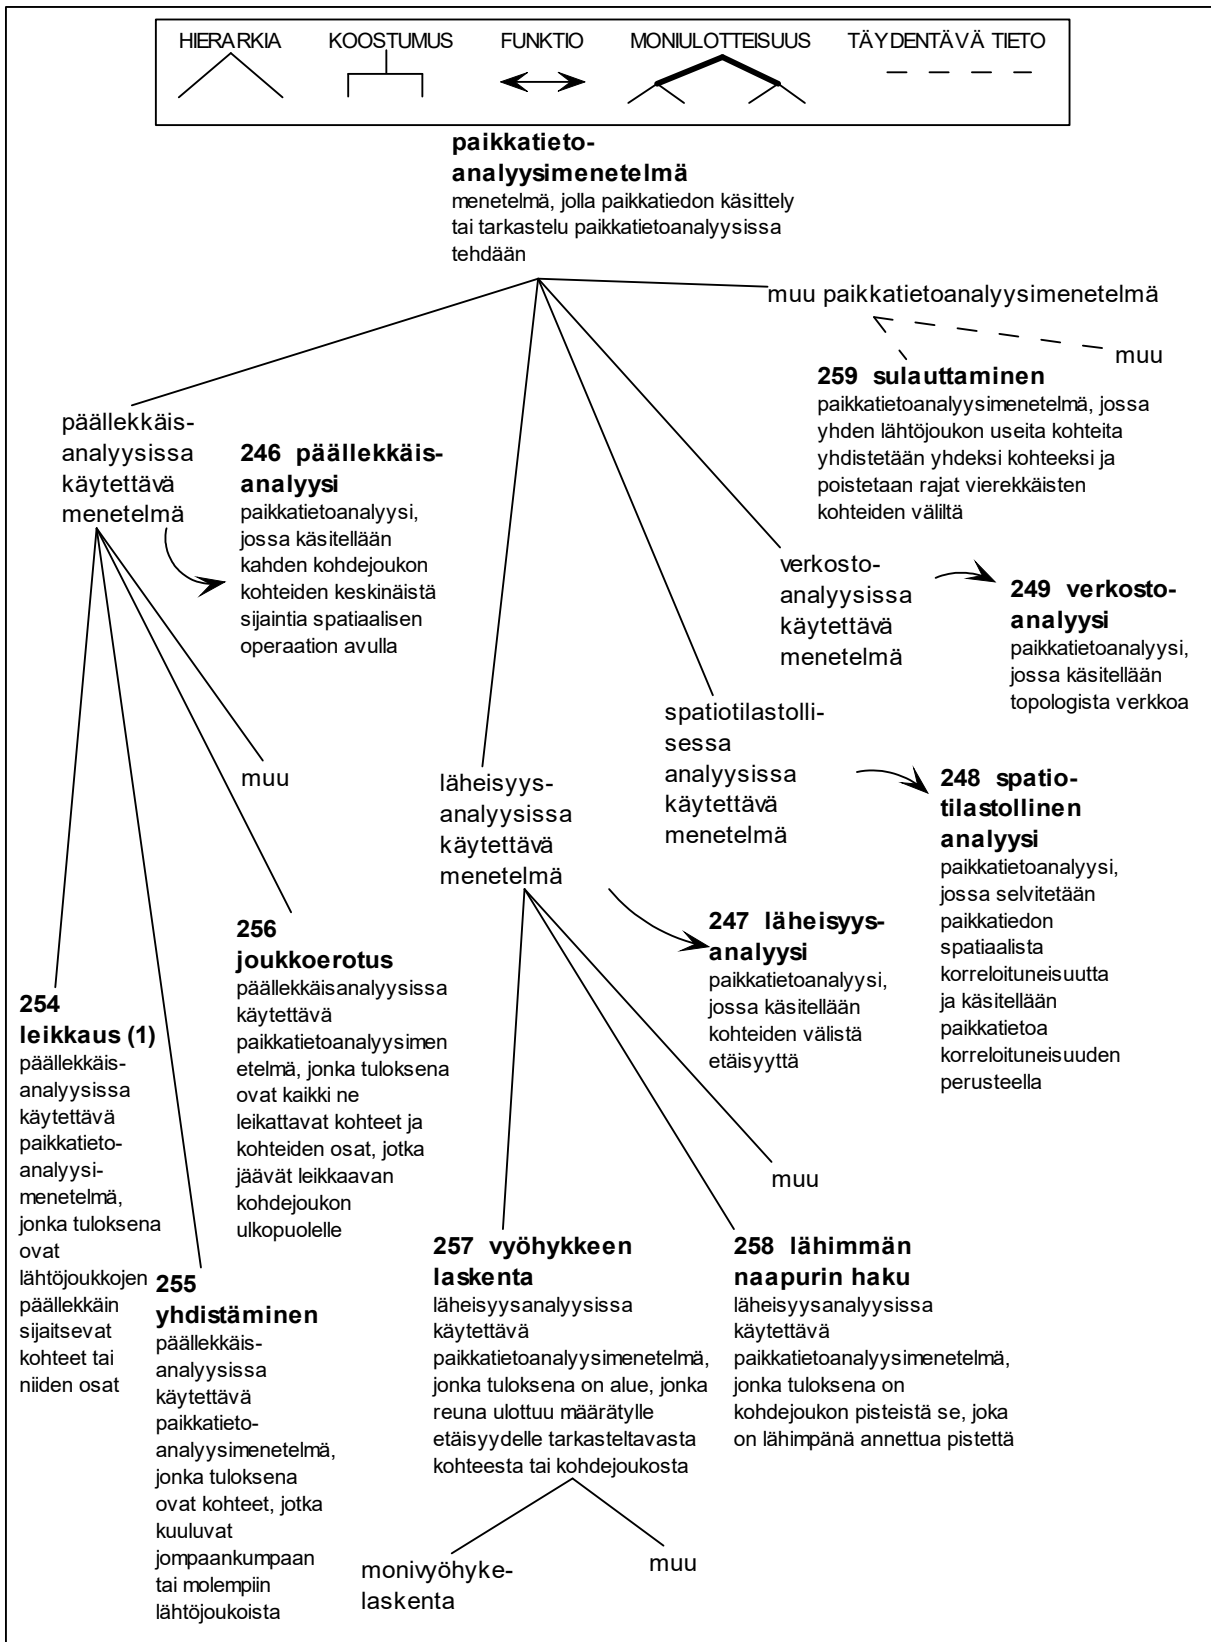 HIERARKIA KOOSTUMUS FUNKTIO MONIULOTTEISUUS TÄYDENTÄVÄ TIETO
paikkatieto-
analyysimenetelmä
menetelmä, jolla paikkatiedon käsittely
tai tarkastelu paikkatietoanalyysissa
tehdään
muu paikkatietoanalyysimenetelmä
muu
259 sulauttaminen
paikkatietoanalyysimenetelmä, jossa
yhden lähtöjoukon useita kohteita
yhdistetään yhdeksi kohteeksi ja
poistetaan rajat vierekkäisten
kohteiden väliltä
päällekkäis-
analyysissa
käytettävä
menetelmä
246 päällekkäis-
analyysi
paikkatietoanalyysi,
jossa käsitellään
kahden kohdejoukon
kohteiden keskinäistä
sijaintia spatiaalisen
operaation avulla
verkosto-
analyysissa
käytettävä
menetelmä
249 verkosto-
analyysi
paikkatietoanalyysi,
jossa käsitellään
topologista verkkoa
spatiotilastolli-
sessa
analyysissa
käytettävä
menetelmä
248 spatio-
tilastollinen
analyysi
paikkatietoanalyysi,
jossa selvitetään
paikkatiedon
spatiaalista
korreloituneisuutta
ja käsitellään
paikkatietoa
korreloituneisuuden
perusteella
muu
läheisyys-
analyysissa
käytettävä
menetelmä
247 läheisyys-
analyysi
paikkatietoanalyysi,
jossa käsitellään
kohteiden välistä
etäisyyttä
254
leikkaus (1)
päällekkäis-
analyysissa
käytettävä
paikkatieto-
analyysi-
menetelmä,
jonka tuloksena
ovat
lähtöjoukkojen
päällekkäin
sijaitsevat
kohteet tai
niiden osat
256
joukkoerotus
päällekkäisanalyysissa
käytettävä
paikkatietoanalyysimen
etelmä, jonka tuloksena
ovat kaikki ne
leikattavat kohteet ja
kohteiden osat, jotka
jäävät leikkaavan
kohdejoukon
ulkopuolelle
255
yhdistäminen
päällekkäis-
analyysissa
käytettävä
paikkatieto-
analyysimenetelmä,
jonka tuloksena
ovat kohteet, jotka
kuuluvat
jompaankumpaan
tai molempiin
lähtöjoukoista
muu
257 vyöhykkeen
laskenta
läheisyysanalyysissa
käytettävä
paikkatietoanalyysimenetelmä,
jonka tuloksena on alue, jonka
reuna ulottuu määrätylle
etäisyydelle tarkasteltavasta
kohteesta tai kohdejoukosta
258 lähimmän
naapurin haku
läheisyysanalyysissa
käytettävä
paikkatietoanalyysimenetelmä,
jonka tuloksena on
kohdejoukon pisteistä se, joka
on lähimpänä annettua pistettä
monivyöhyke-
laskenta
muu